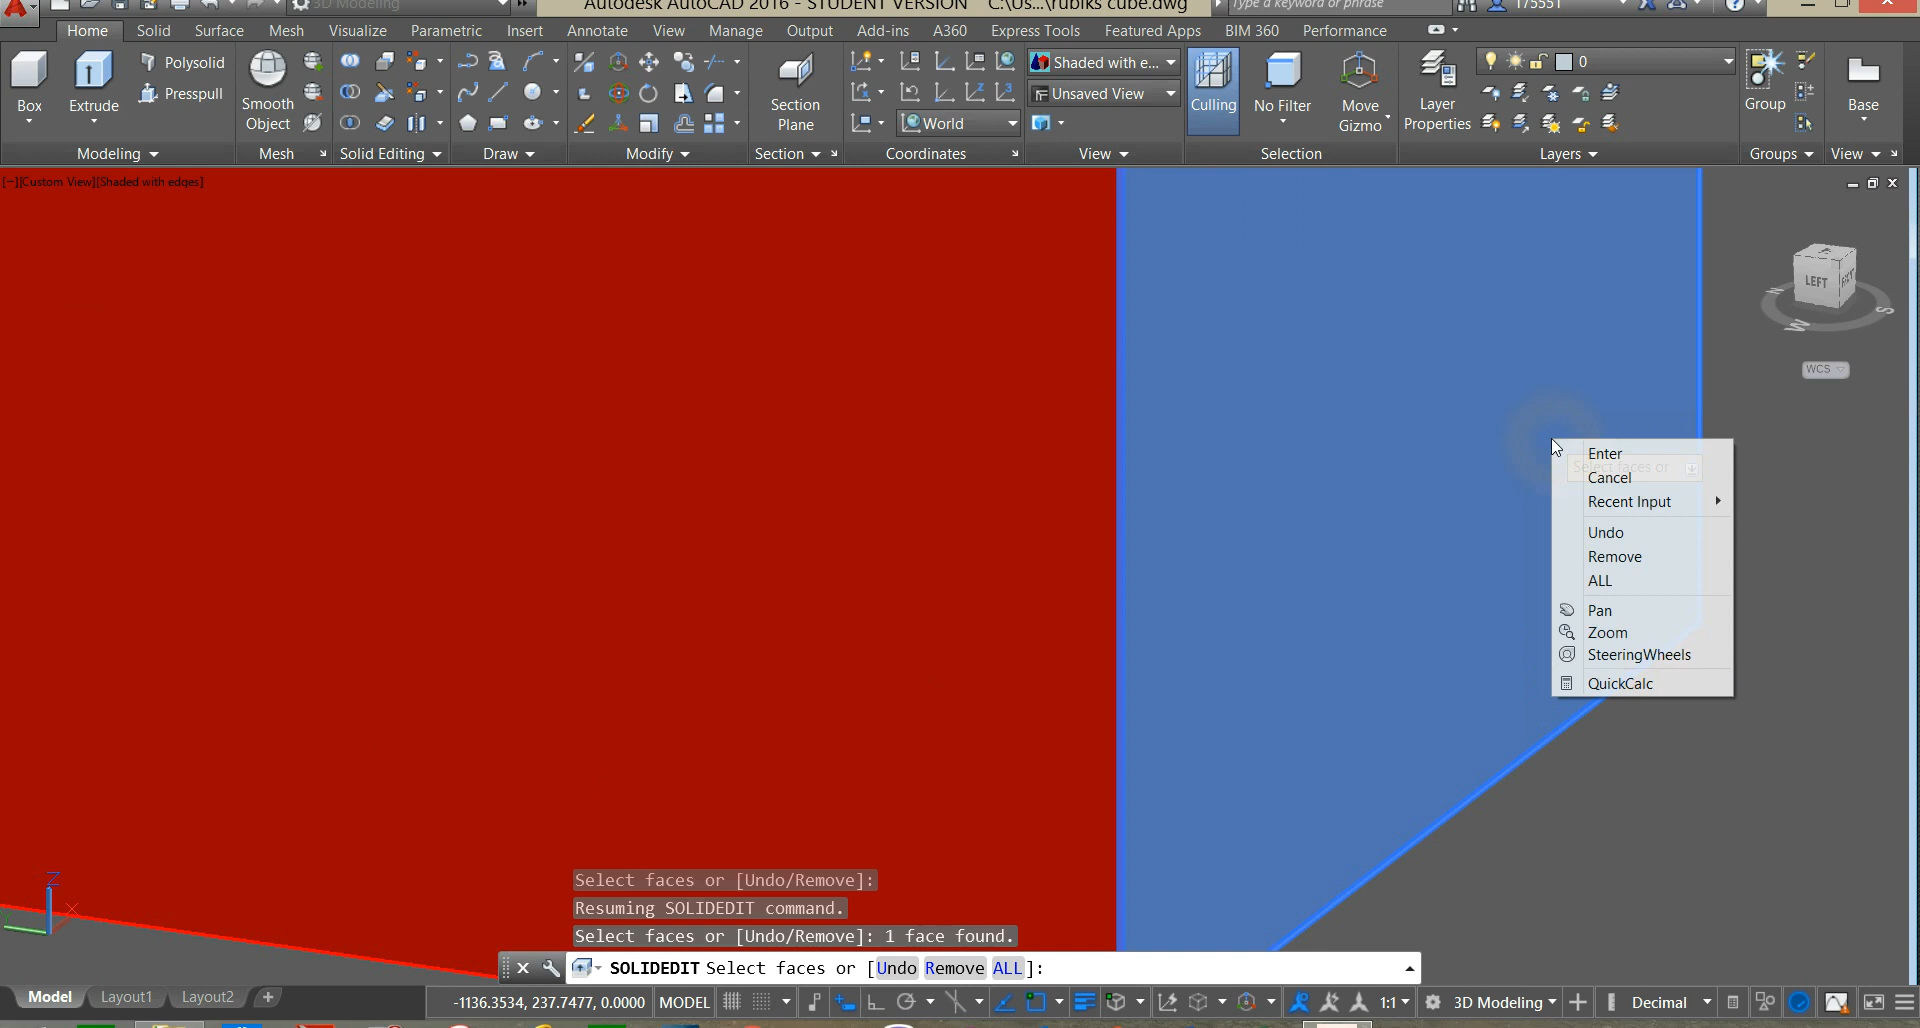 3D Modeling
Autodesk AutoCAD 2016 - STUDENT VERSION C:\Us...\rubiks cube.dwg
Type a keyword or phrase
175551
Home Solid Surface Mesh Visualize Parametric Insert Annotate View Manage Output Add-ins A360 Express Tools Featured Apps BIM 360 Performance
Box
Extrude
Polysolid
Presspull
Smooth
Object
Section
Plane
World
Shaded with e...
Unsaved View
Culling
No Filter
Move
Gizmo
Layer
Properties
0
Group
Base
Modeling Mesh Solid Editing Draw Modify Section Coordinates View Selection Layers Groups View
[−][Custom View][Shaded with edges]
LEFT
N
W
S
WCS
Enter
Select faces or
Cancel
Recent Input
Undo
Remove
ALL
Pan
Zoom
SteeringWheels
QuickCalc
Z
X
Select faces or [Undo/Remove]:
Resuming SOLIDEDIT command.
Select faces or [Undo/Remove]: 1 face found.
SOLIDEDIT Select faces or [Undo Remove ALL]:
Model Layout1 Layout2 +
-1136.3534, 237.7477, 0.0000 MODEL 1:1 3D Modeling Decimal